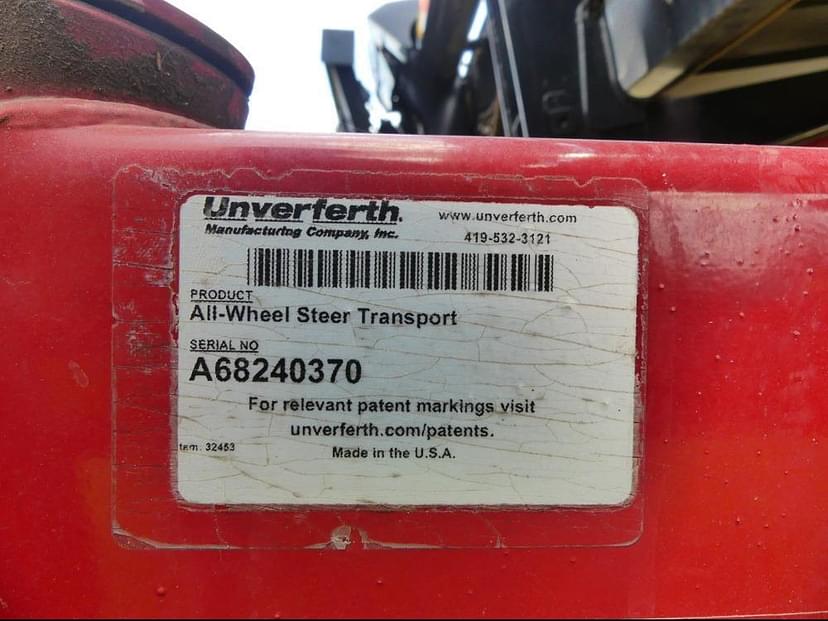 Unverferth.
www.unverferth.com
Manufacturing Company, Inc.
419-532-3121
PRODUCT
All-Wheel Steer Transport
SERIAL NO
A68240370
For relevant patent markings visit
unverferth.com/patents.
32453
Made in the U.S.A.